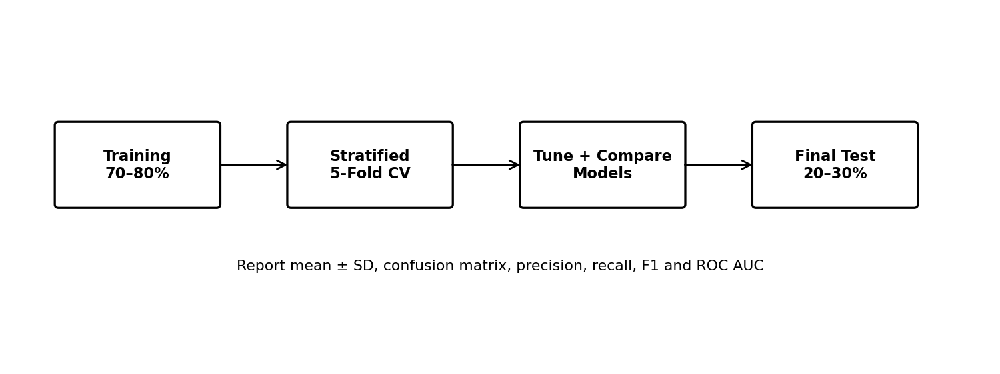 Training
70–80%
Stratified
5-Fold CV
Tune + Compare
Models
Final Test
20–30%
Report mean ± SD, confusion matrix, precision, recall, F1 and ROC AUC